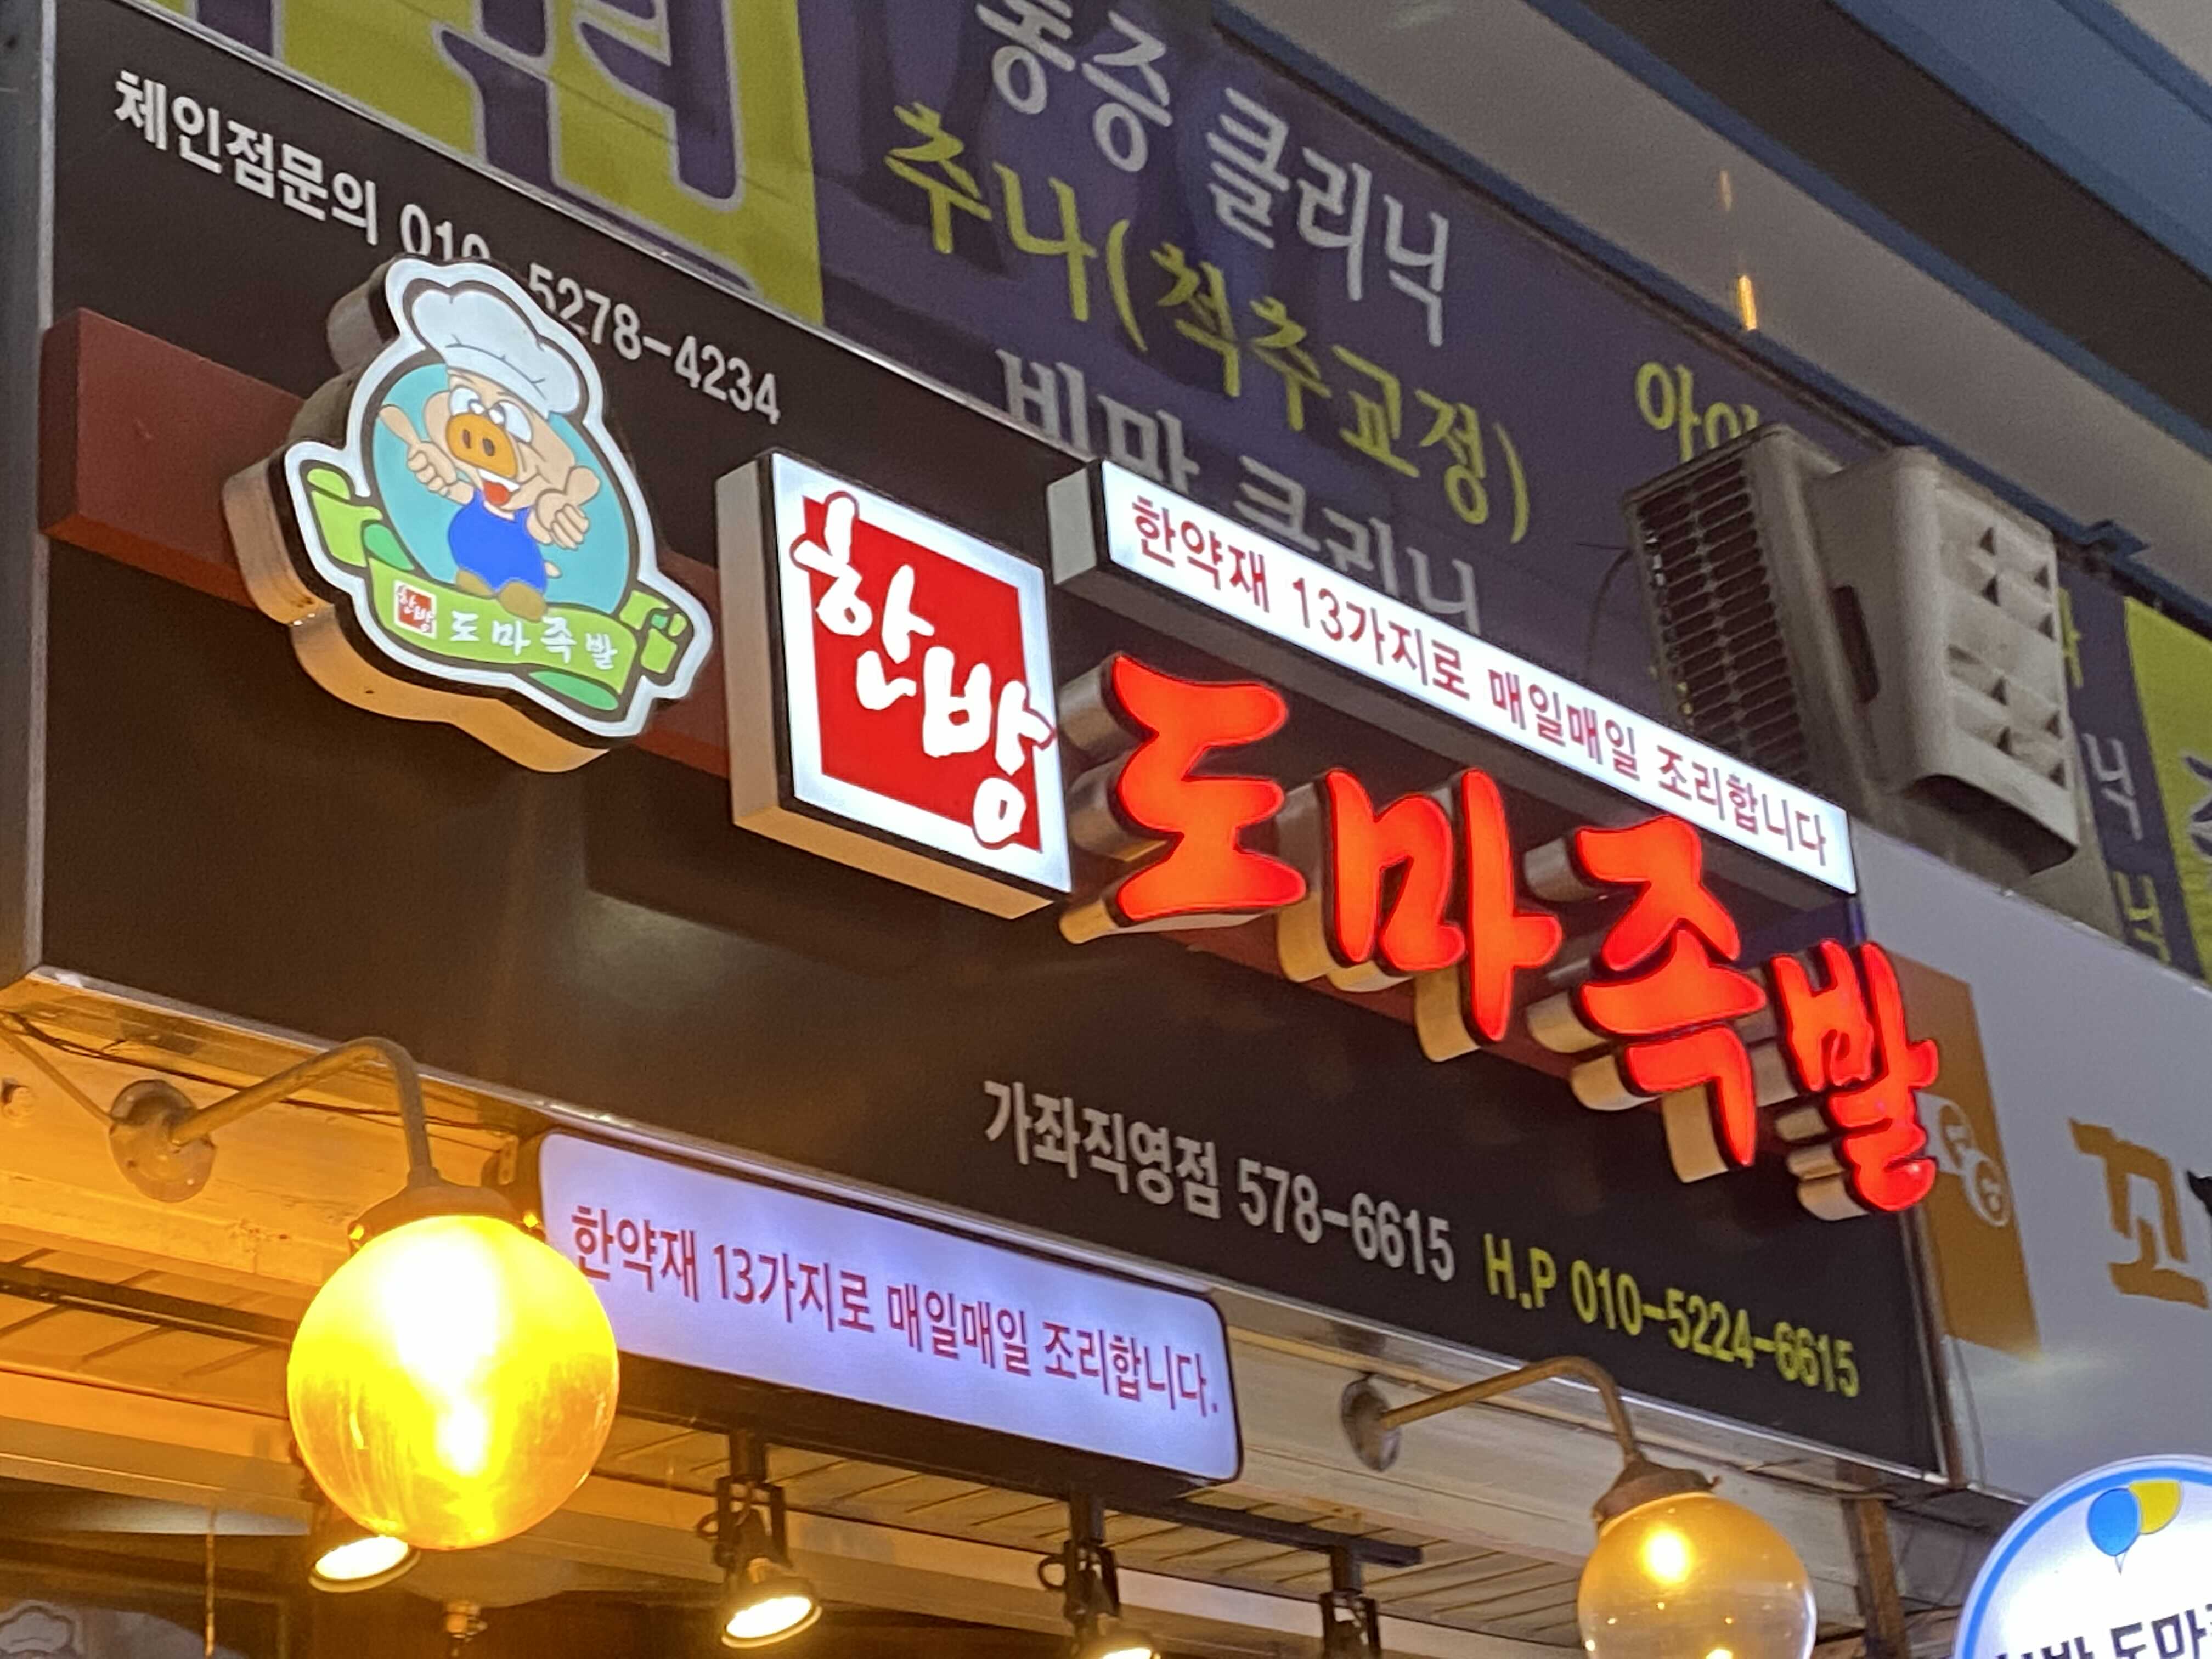 통증 클리닉
추나(척추교정)
비만 클리닉
체인점문의 010-5278-4234
한방 도마족발
한방
한약재 13가지로 매일매일 조리합니다
도마족발
가좌직영점 578-6615 H.P 010-5224-6615
한약재 13가지로 매일매일 조리합니다.
꼬